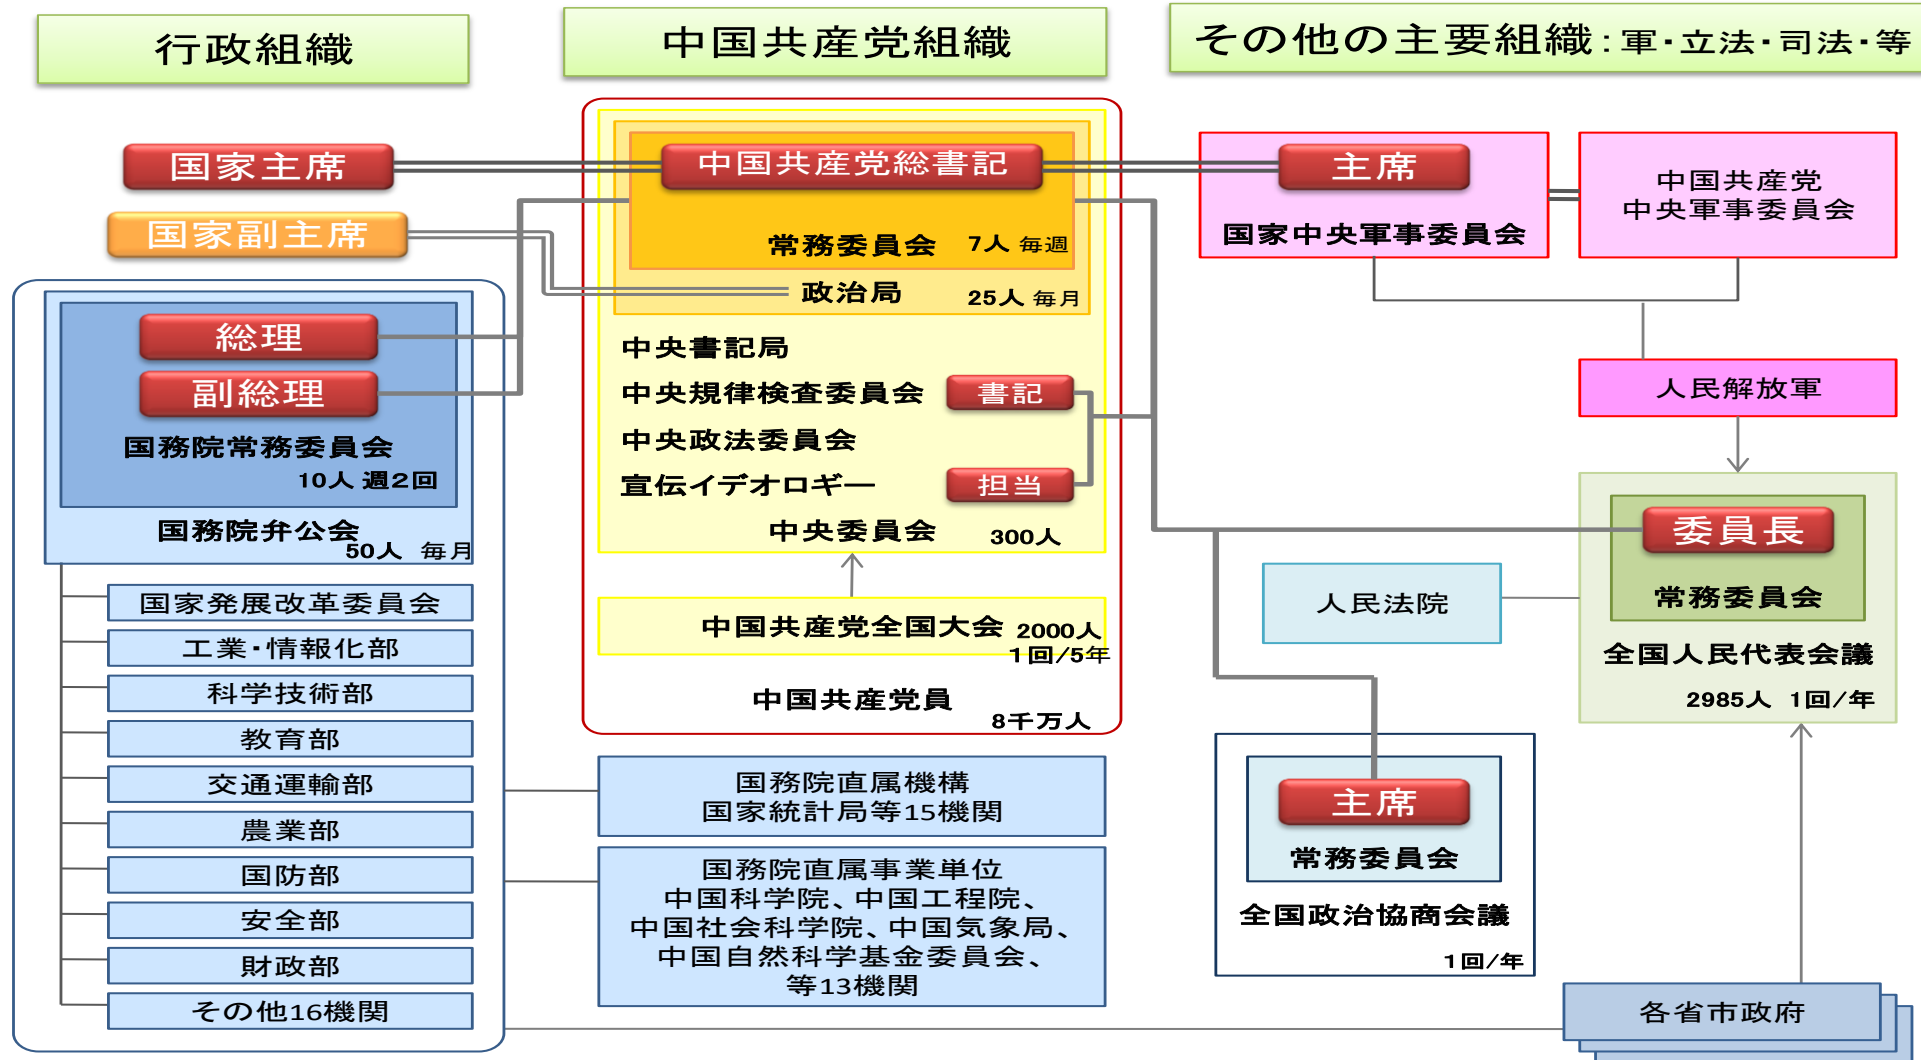 行政組織
中国共産党組織
その他の主要組織:軍・立法・司法・等
国家主席
国家副主席
総理
副総理
国務院常務委員会
10人 週2回
国務院弁公会
50人 毎月
国家発展改革委員会
工業・情報化部
科学技術部
教育部
交通運輸部
農業部
国防部
安全部
財政部
その他16機関
中国共産党総書記
常務委員会 7人 毎週
政治局 25人 毎月
中央書記局
中央規律検査委員会 書記
中央政法委員会
宣伝イデオロギー 担当
中央委員会 300人
中国共産党全国大会 2000人
1回/5年
中国共産党員
8千万人
国務院直属機構
国家統計局等15機関
国務院直属事業単位
中国科学院、中国工程院、
中国社会科学院、中国気象局、
中国自然科学基金委員会、
等13機関
主席
国家中央軍事委員会
中国共産党
中央軍事委員会
人民解放軍
委員長
常務委員会
全国人民代表会議
2985人 1回/年
人民法院
主席
常務委員会
全国政治協商会議
1回/年
各省市政府